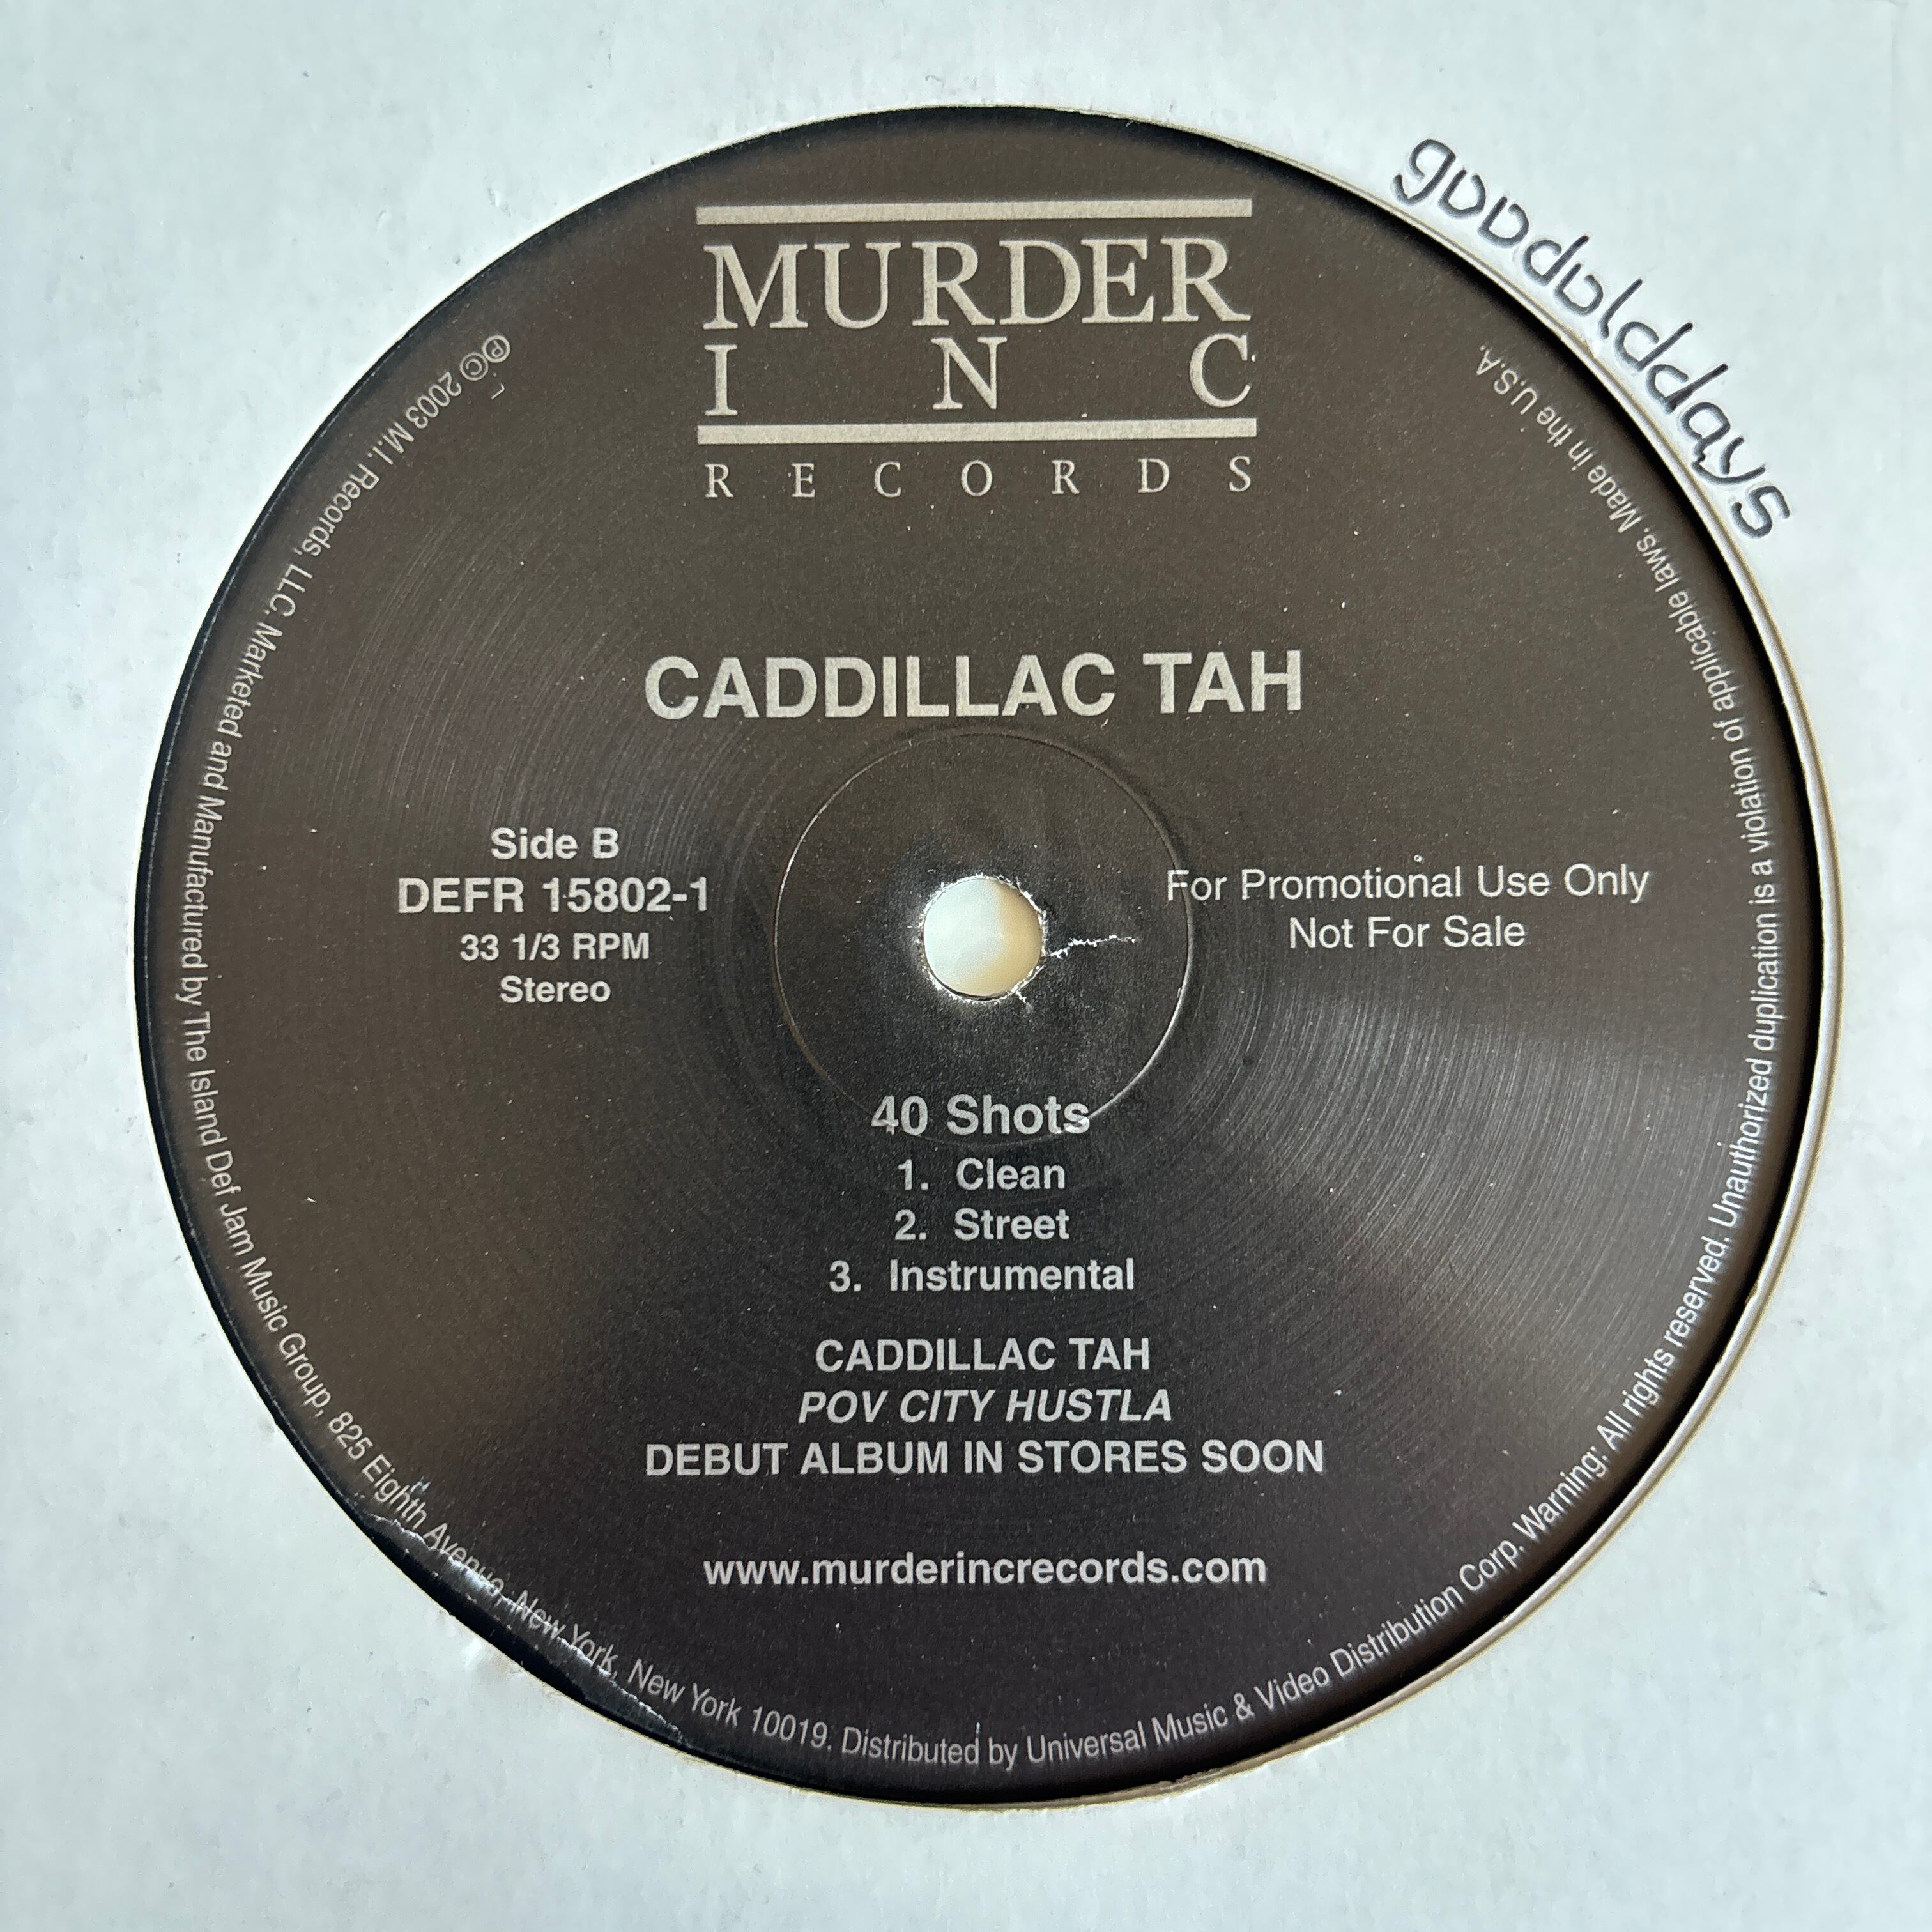 MURDER
INC
RECORDS
goodolddays
CADDILLAC TAH
Side B
DEFR 15802-1
33 1/3 RPM
Stereo
For Promotional Use Only
Not For Sale
40 Shots
1. Clean
2. Street
3. Instrumental
CADDILLAC TAH
POV CITY HUSTLA
DEBUT ALBUM IN STORES SOON
www.murderincrecords.com
℗© 2003 M.I. Records, LLC. Marketed and Manufactured by The Island Def Jam Music Group, 825 Eighth Avenue, New York, New York 10019. Distributed by Universal Music & Video Distribution Corp. Warning: All rights reserved. Unauthorized duplication is a violation of applicable laws. Made in the U.S.A.